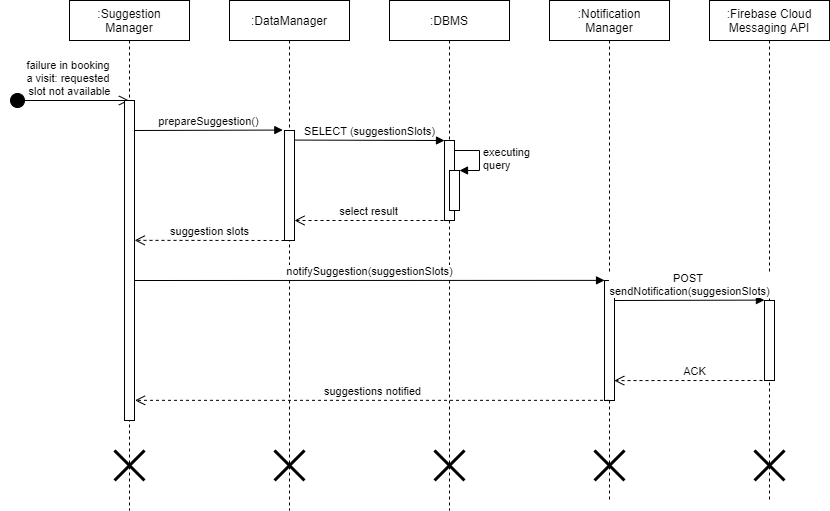 :Suggestion
Manager
:DataManager
:DBMS
:Notification
Manager
:Firebase Cloud
Messaging API
failure in booking
a visit: requested
slot not available
prepareSuggestion()
SELECT (suggestionSlots)
executing
query
select result
suggestion slots
notifySuggestion(suggestionSlots)
POST
sendNotification(suggesionSlots)
ACK
suggestions notified